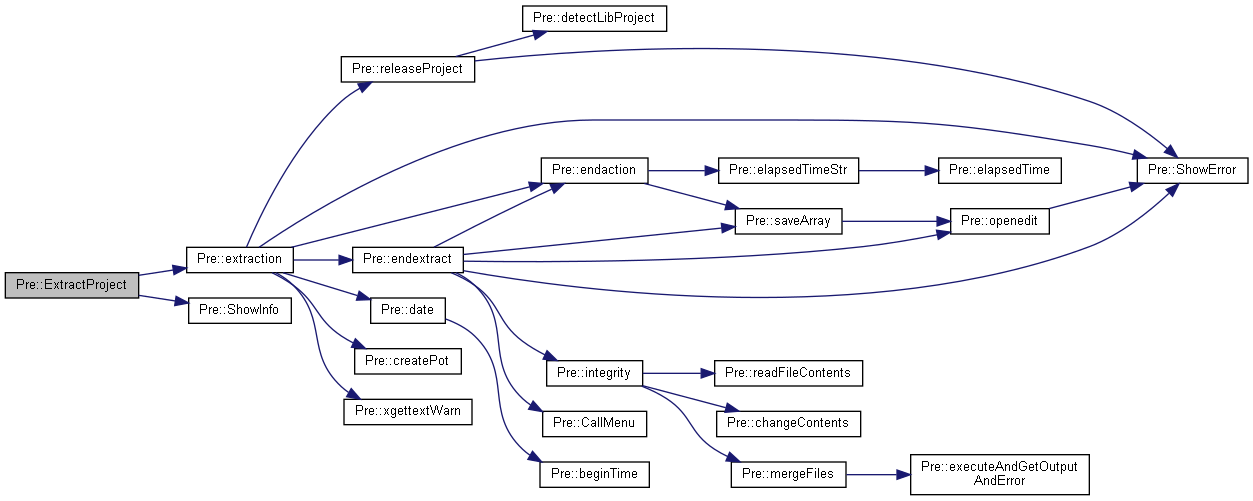 Pre::detectLibProject
Pre::releaseProject
Pre::endaction
Pre::elapsedTimeStr
Pre::elapsedTime
Pre::ShowError
Pre::saveArray
Pre::openedit
Pre::extraction
Pre::endextract
Pre::ExtractProject
Pre::ShowInfo
Pre::date
Pre::createPot
Pre::integrity
Pre::readFileContents
Pre::xgettextWarn
Pre::CallMenu
Pre::changeContents
Pre::beginTime
Pre::mergeFiles
Pre::executeAndGetOutput
AndError